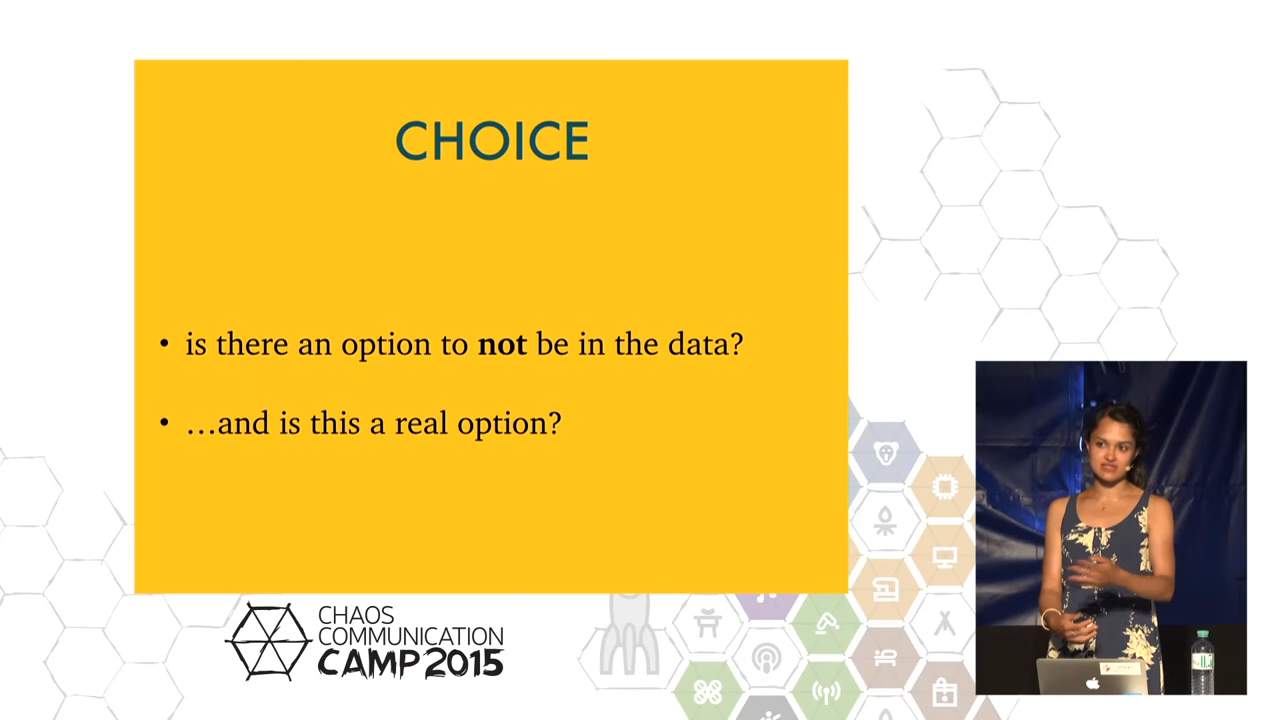 CHOICE
• is there an option to not be in the data?
• …and is this a real option?
CHAOS
COMMUNICATION
CAMP 2015